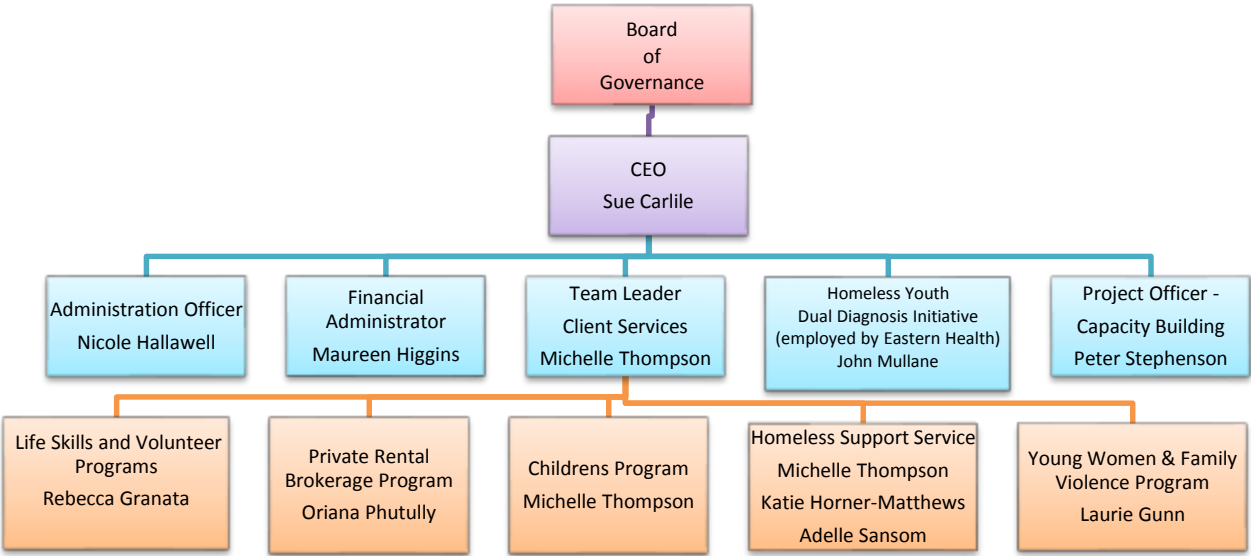 Board
of
Governance
CEO
Sue Carlile
Administration Officer
Nicole Hallawell
Financial
Administrator
Maureen Higgins
Team Leader
Client Services
Michelle Thompson
Homeless Youth
Dual Diagnosis Initiative
(employed by Eastern Health)
John Mullane
Project Officer -
Capacity Building
Peter Stephenson
Life Skills and Volunteer
Programs
Rebecca Granata
Private Rental
Brokerage Program
Oriana Phutully
Childrens Program
Michelle Thompson
Homeless Support Service
Michelle Thompson
Katie Horner-Matthews
Adelle Sansom
Young Women & Family
Violence Program
Laurie Gunn